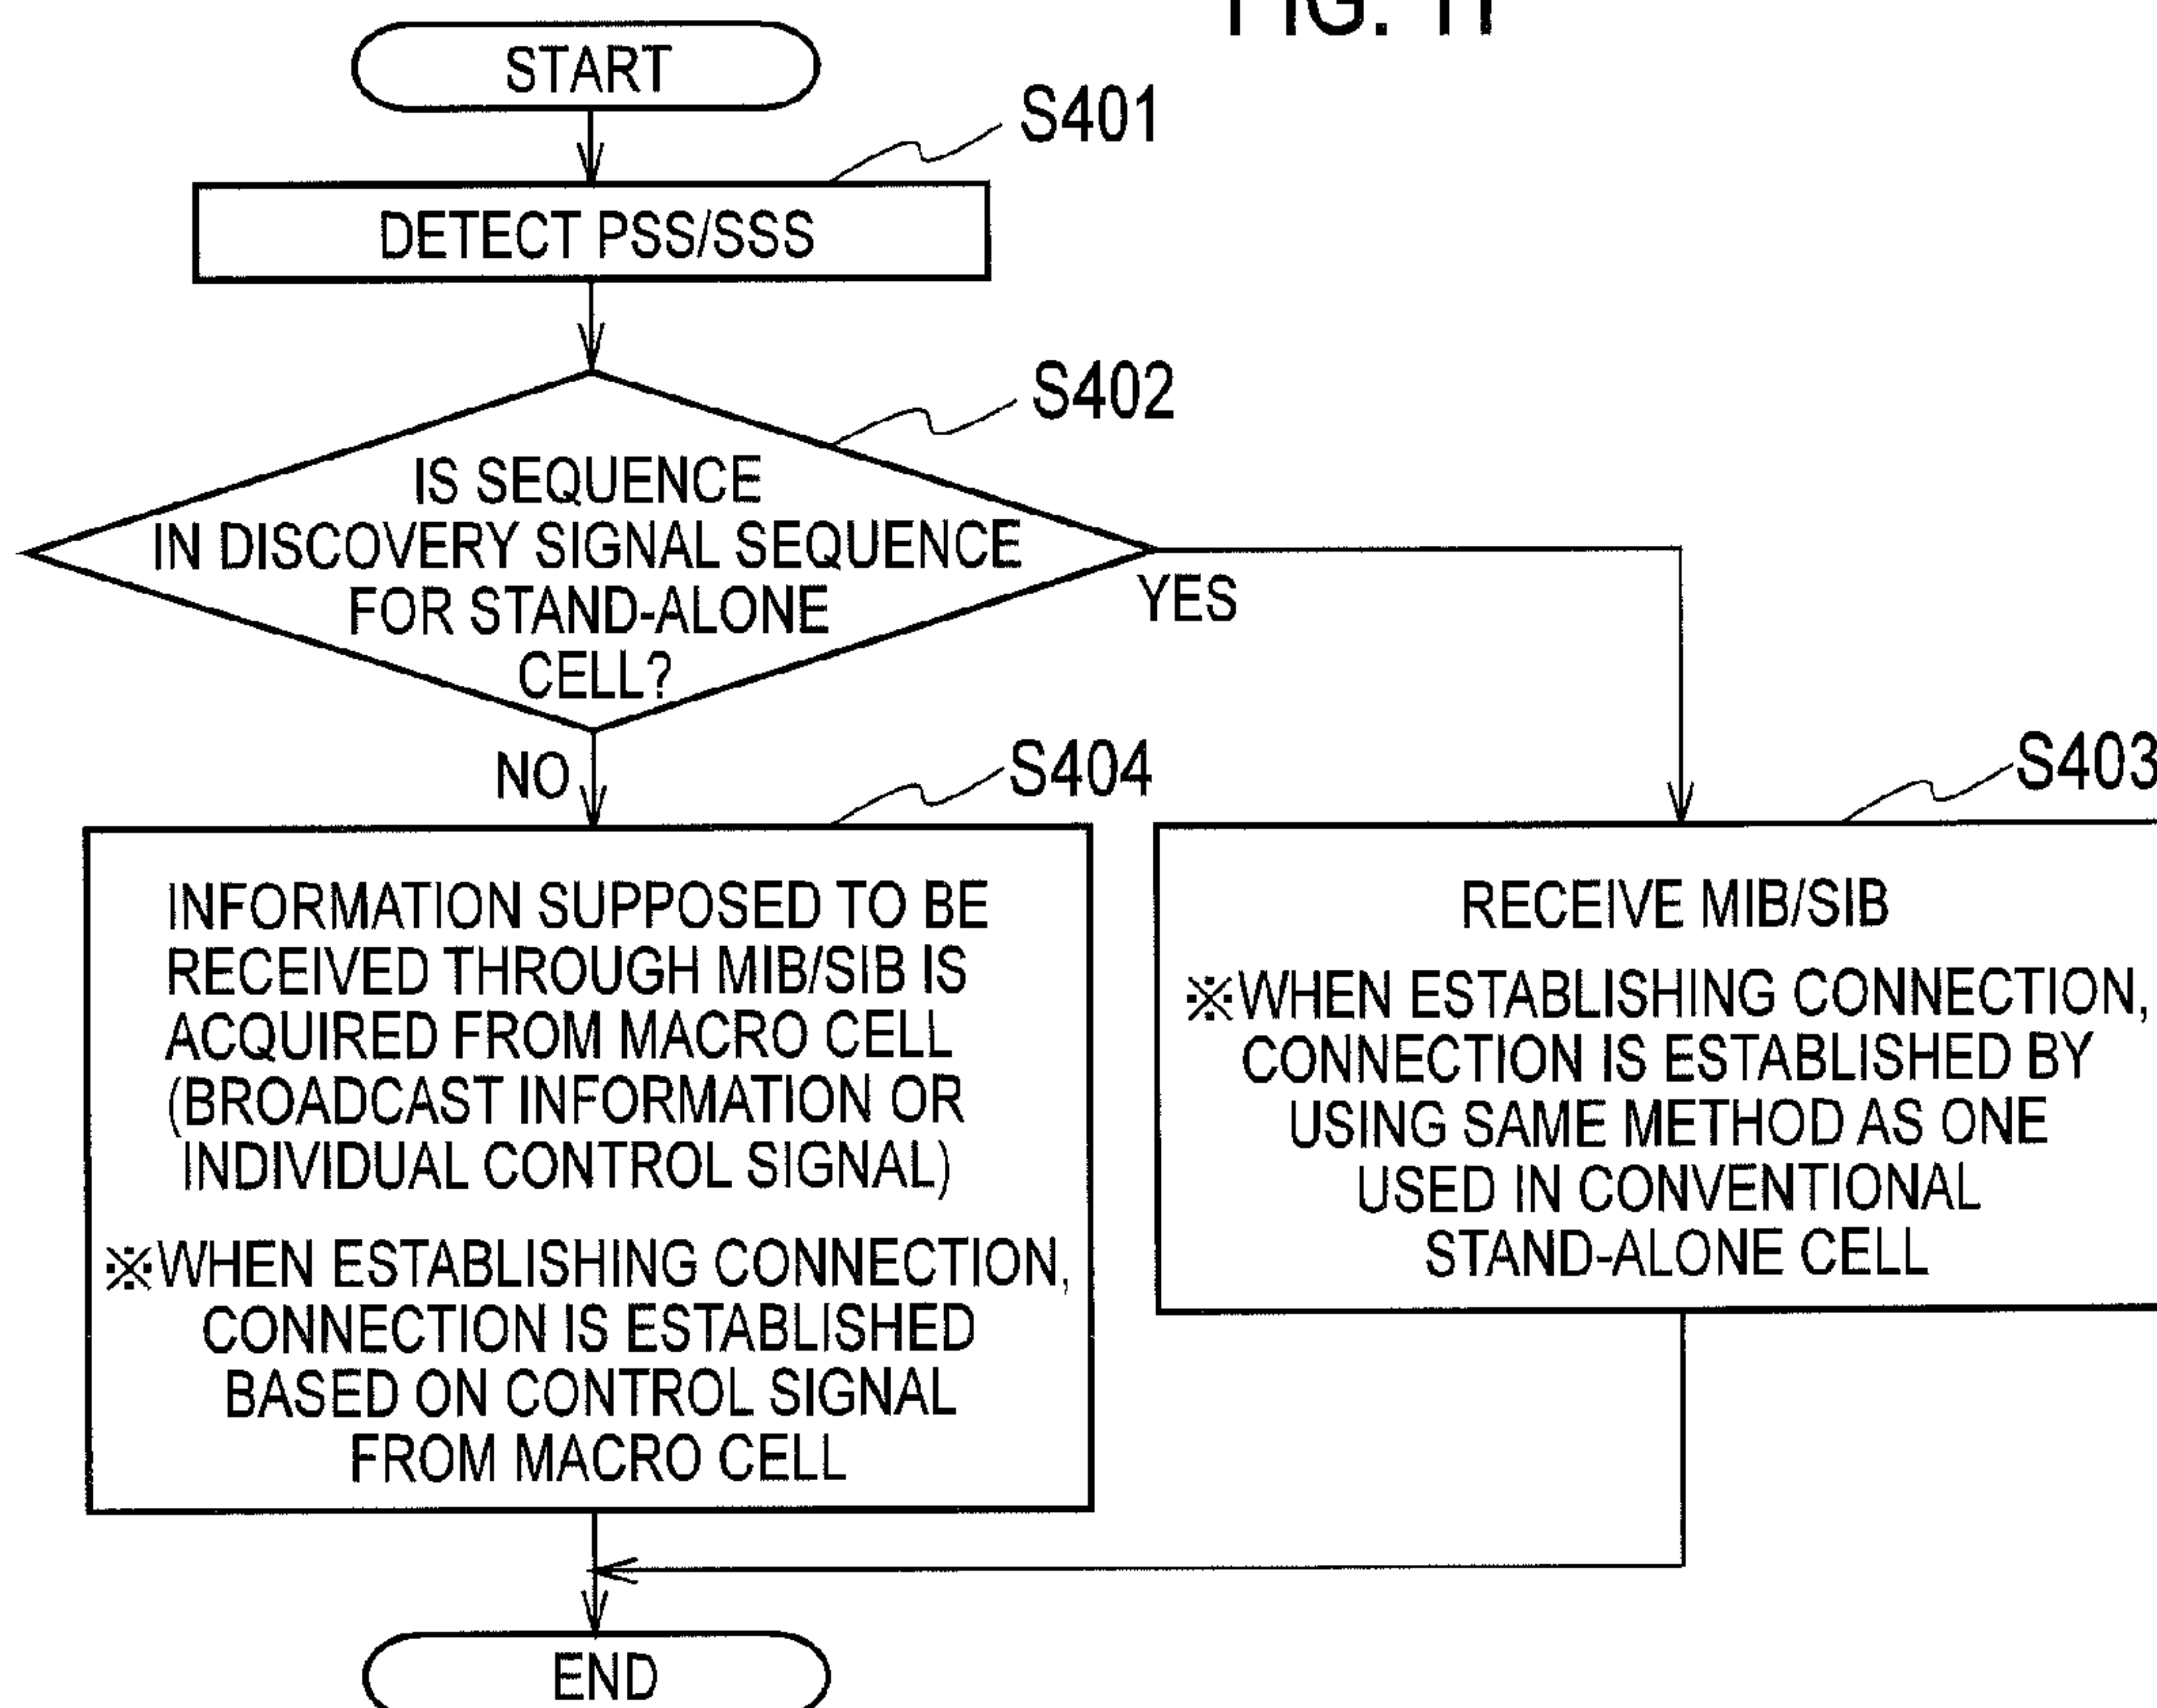 FIG. 11
START
S401
DETECT PSS/SSS
S402
IS SEQUENCE
IN DISCOVERY SIGNAL SEQUENCE
FOR STAND-ALONE
CELL?
YES
NO
S404
INFORMATION SUPPOSED TO BE
RECEIVED THROUGH MIB/SIB IS
ACQUIRED FROM MACRO CELL
(BROADCAST INFORMATION OR
INDIVIDUAL CONTROL SIGNAL)
※WHEN ESTABLISHING CONNECTION,
CONNECTION IS ESTABLISHED
BASED ON CONTROL SIGNAL
FROM MACRO CELL
S403
RECEIVE MIB/SIB
※WHEN ESTABLISHING CONNECTION,
CONNECTION IS ESTABLISHED BY
USING SAME METHOD AS ONE
USED IN CONVENTIONAL
STAND-ALONE CELL
END